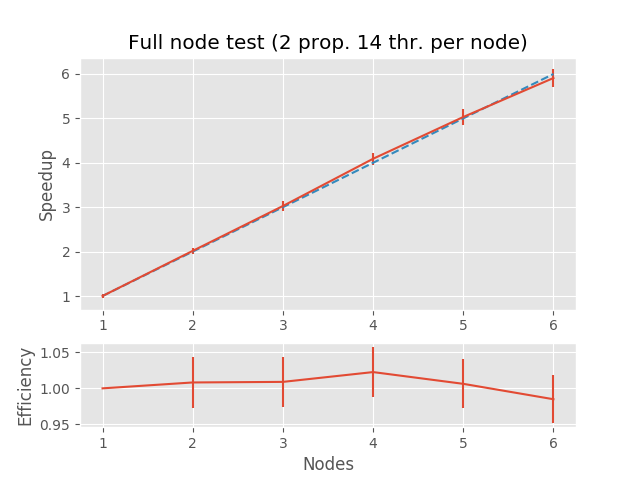 Full node test (2 prop. 14 thr. per node)
6
5
4
3
2
1
Speedup
1 2 3 4 5 6
1.05
1.00
0.95
Efficiency
1 2 3 4 5 6
Nodes